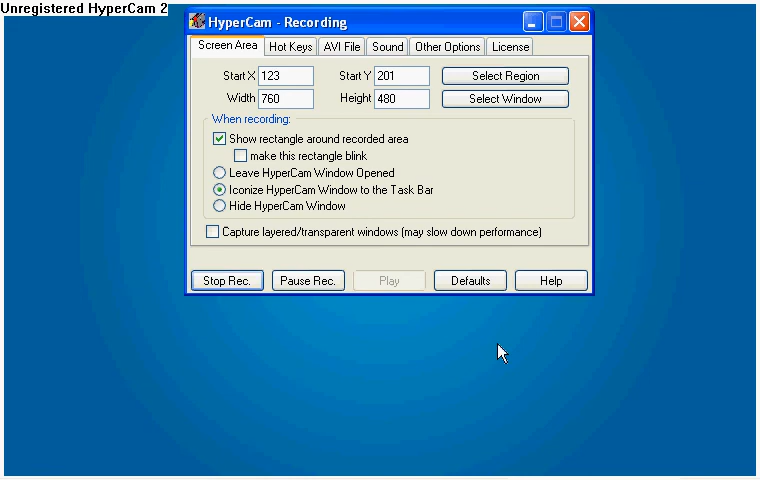 Unregistered HyperCam 2
HyperCam - Recording
Screen Area Hot Keys AVI File Sound Other Options License
Start X 123 Start Y 201 Select Region
Width 760 Height 480 Select Window
When recording:
Show rectangle around recorded area
make this rectangle blink
Leave HyperCam Window Opened
Iconize HyperCam Window to the Task Bar
Hide HyperCam Window
Capture layered/transparent windows (may slow down performance)
Stop Rec. Pause Rec. Play Defaults Help